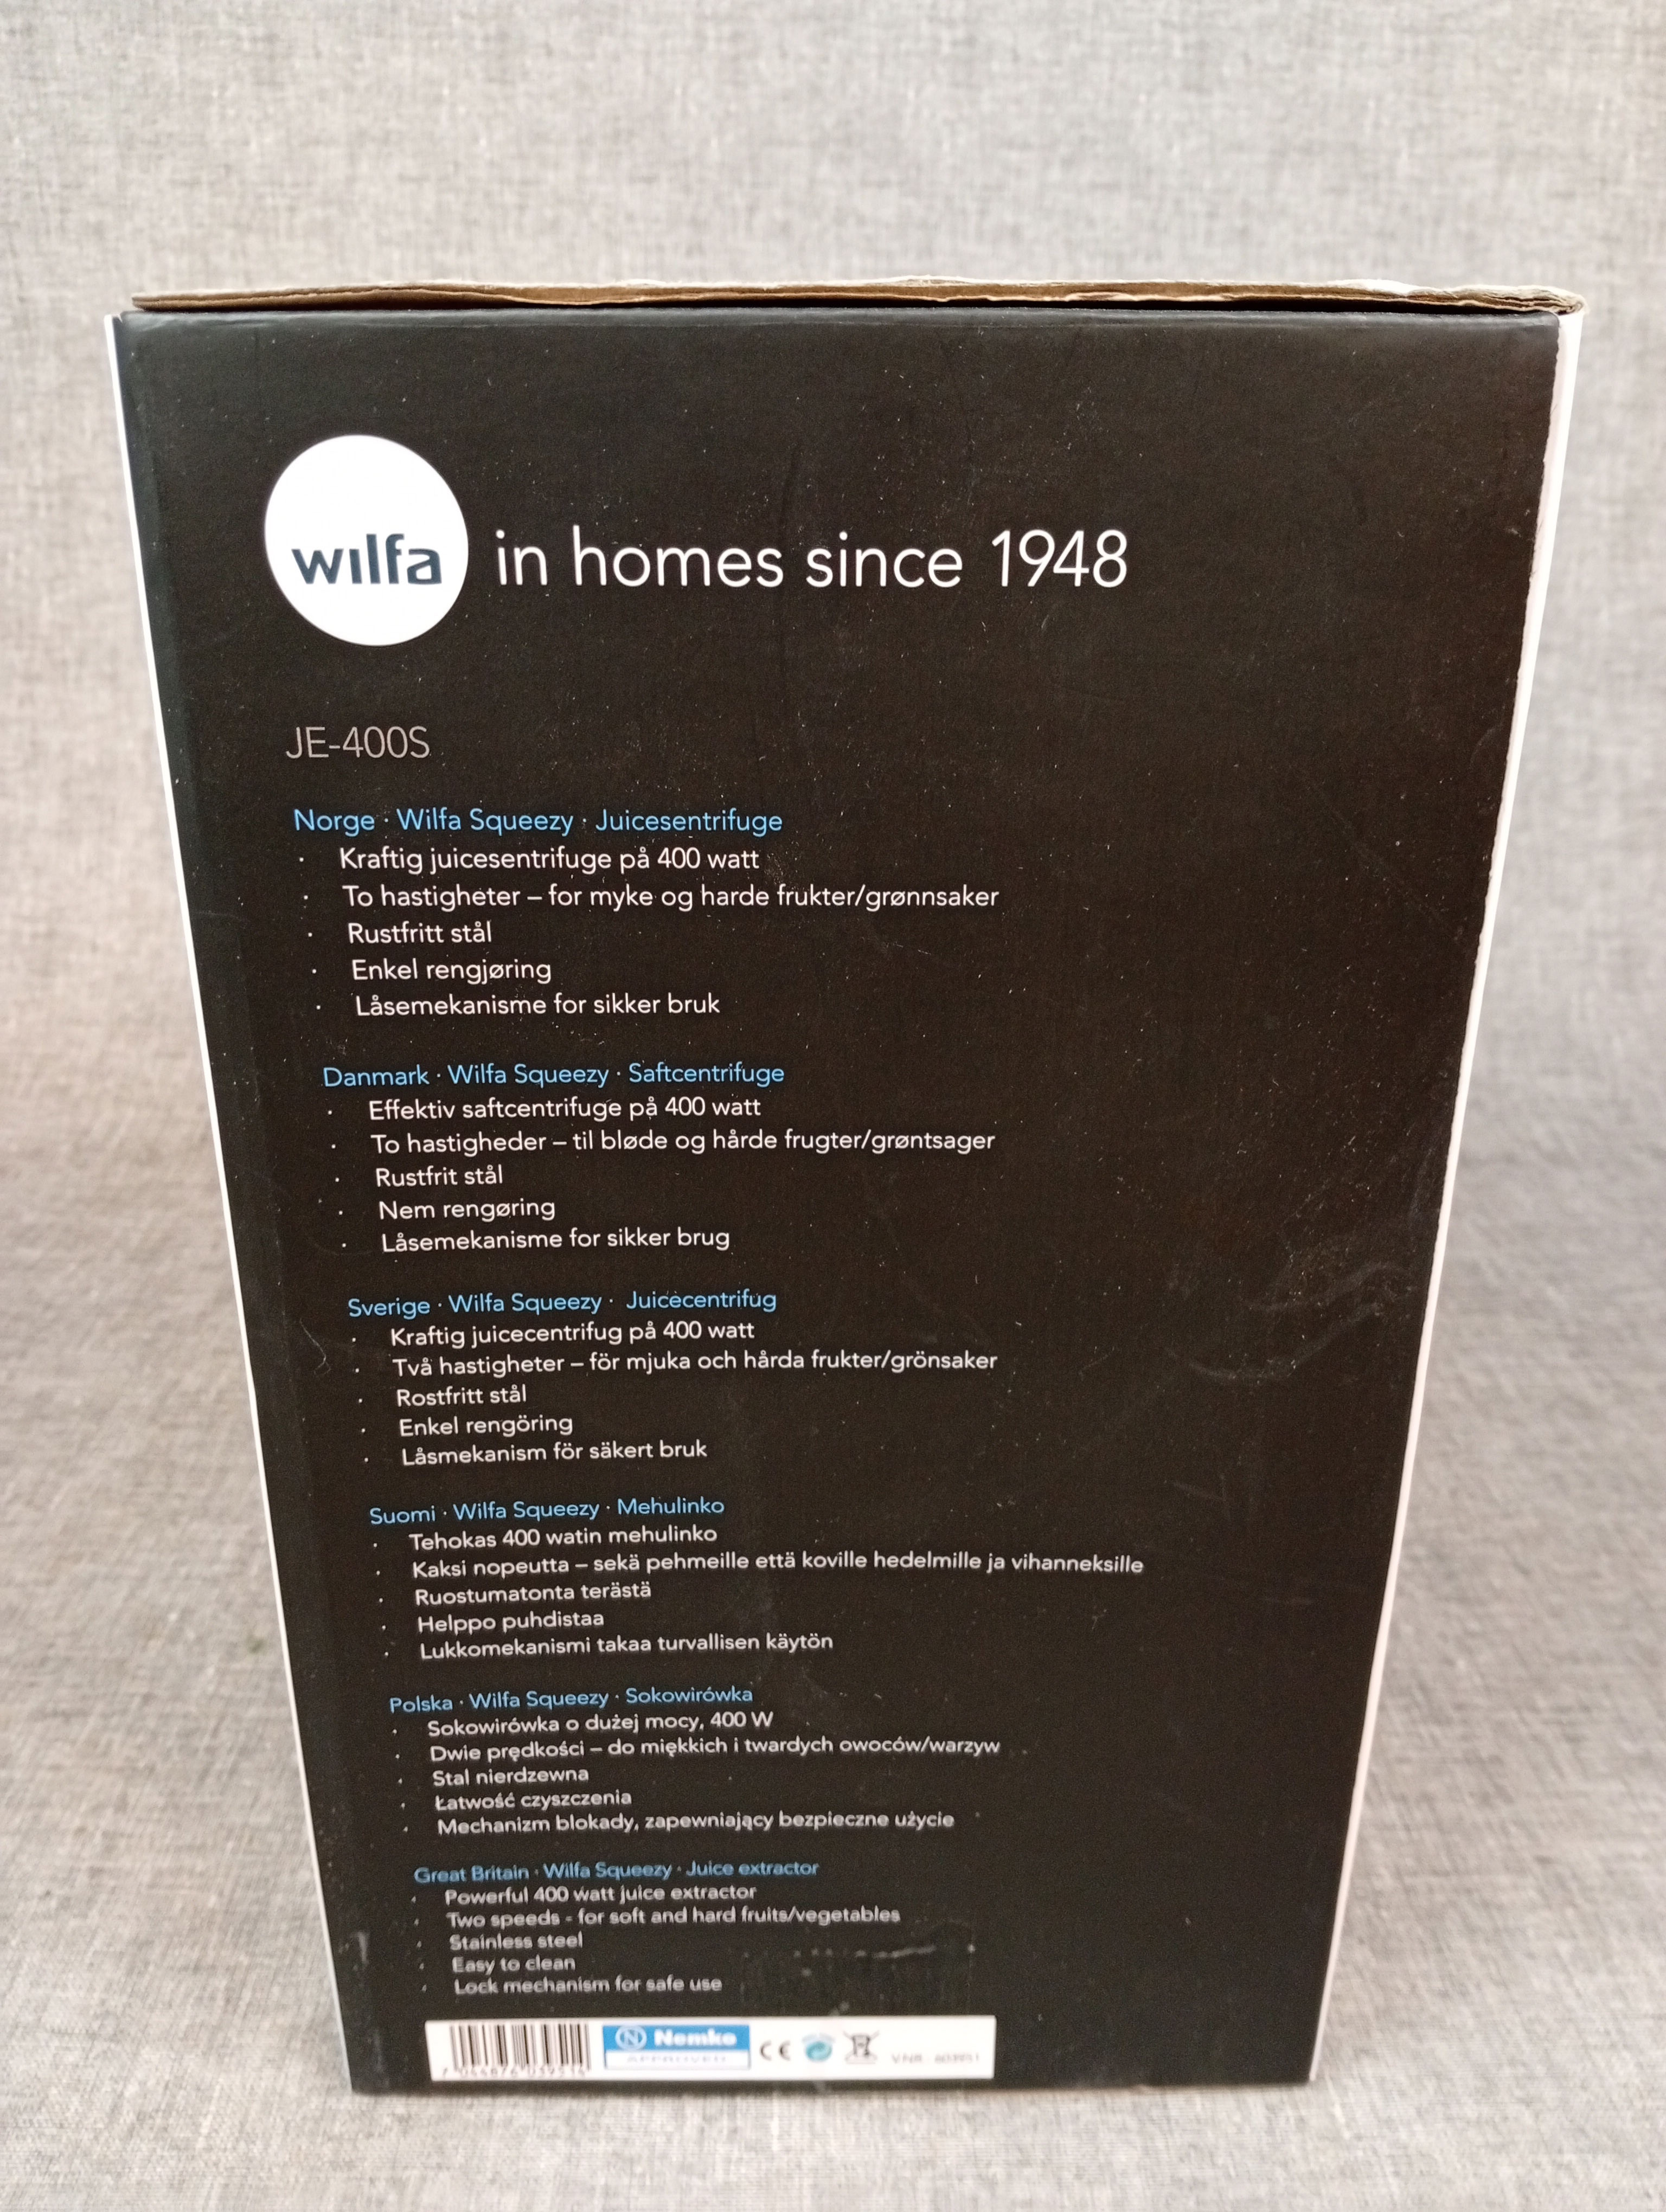 wilfa in homes since 1948
JE-400S
Norge · Wilfa Squeezy · Juicesentrifuge
· Kraftig juicesentrifuge på 400 watt
· To hastigheter – for myke og harde frukter/grønnsaker
· Rustfritt stål
· Enkel rengjøring
· Låsemekanisme for sikker bruk
Danmark · Wilfa Squeezy · Saftcentrifuge
· Effektiv saftcentrifuge på 400 watt
· To hastigheder – til bløde og hårde frugter/grøntsager
· Rustfrit stål
· Nem rengøring
· Låsemekanisme for sikker brug
Sverige · Wilfa Squeezy · Juicecentrifug
· Kraftig juicecentrifug på 400 watt
· Två hastigheter – för mjuka och hårda frukter/grönsaker
· Rostfritt stål
· Enkel rengöring
· Låsmekanism för säkert bruk
Suomi · Wilfa Squeezy · Mehulinko
· Tehokas 400 watin mehulinko
· Kaksi nopeutta – sekä pehmeille että koville hedelmille ja vihanneksille
· Ruostumatonta terästä
· Helppo puhdistaa
· Lukkomekanismi takaa turvallisen käytön
Polska · Wilfa Squeezy · Sokowirówka
· Sokowirówka o dużej mocy, 400 W
· Dwie prędkości – do miękkich i twardych owoców/warzyw
· Stal nierdzewna
· Łatwość czyszczenia
· Mechanizm blokady, zapewniający bezpieczne użycie
Great Britain · Wilfa Squeezy · Juice extractor
· Powerful 400 watt juice extractor
· Two speeds - for soft and hard fruits/vegetables
· Stainless steel
· Easy to clean
· Lock mechanism for safe use
N Nemko CE
APPROVED